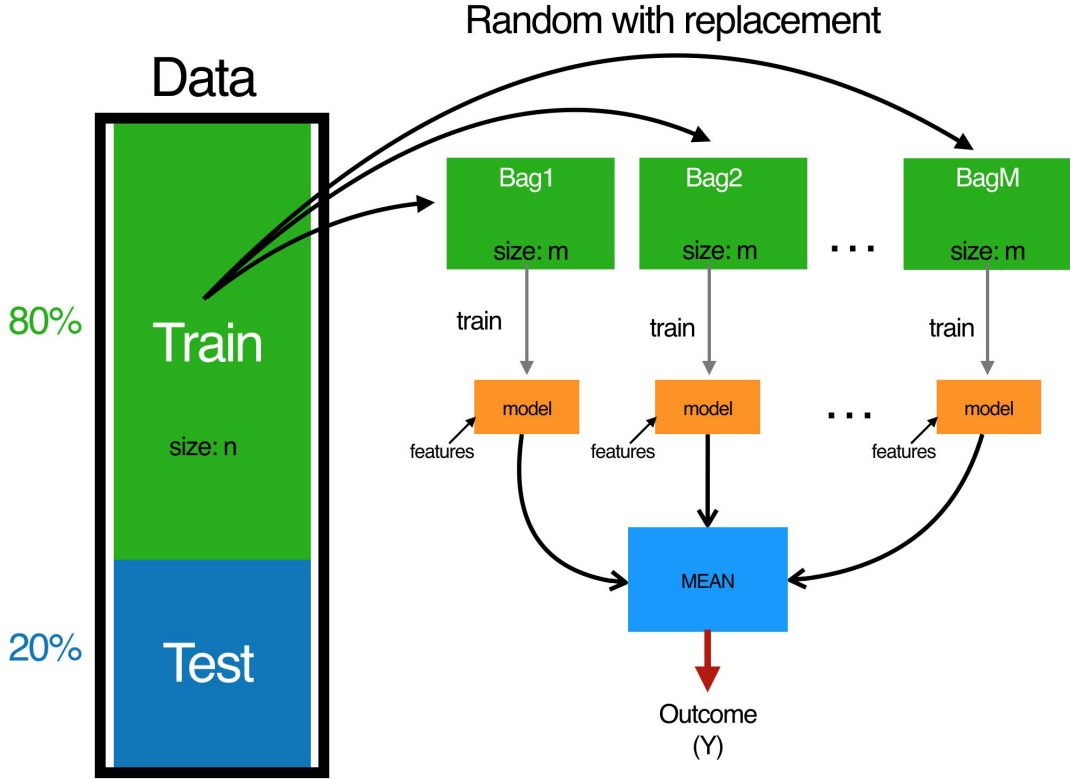 Random with replacement
Data
Bag1
Bag2
BagM
size: m
size: m
. . .
size: m
80%
Train
train
train
train
model
model
. . .
model
size: n
features
features
features
MEAN
20%
Test
Outcome
(Y)